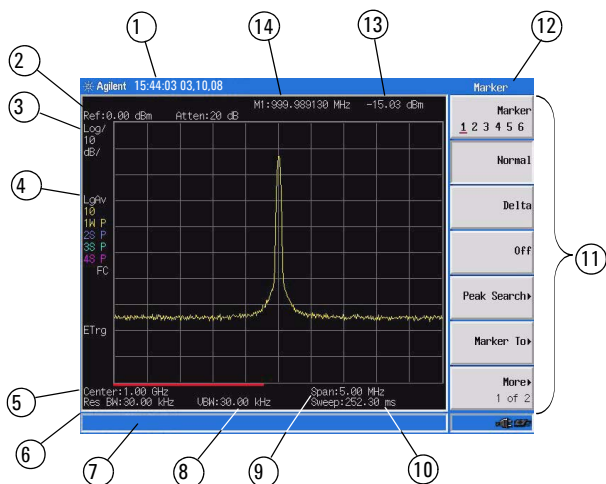 1
14
13
12
2
3
4
5
6
7
8
9
10
11
Agilent 15:44:03 03,10,08
Marker
M1:999.989130 MHz -15.03 dBm
Ref:0.00 dBm Atten:20 dB
Log/
10
dB/
LgAv
10
1W P
2S P
3S P
4S P
FC
ETrg
Center:1.00 GHz Span:5.00 MHz
Res BW:30.00 kHz VBW:30.00 kHz Sweep:252.30 ms
Marker
1 2 3 4 5 6
Normal
Delta
Off
Peak Search
Marker To
More
1 of 2